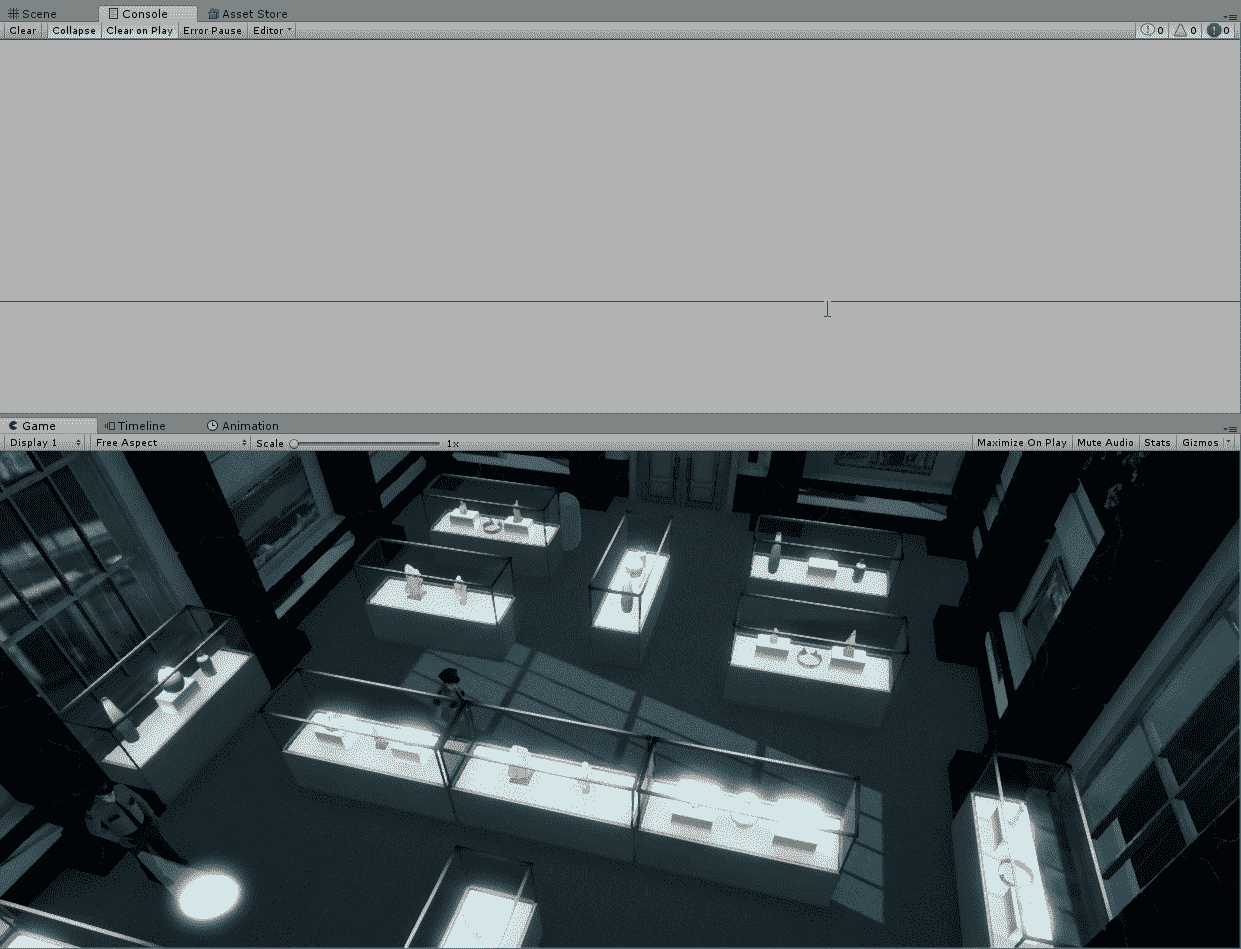 Scene Console Asset Store
Clear Collapse Clear on Play Error Pause Editor 0 0 0
Game Timeline Animation
Display 1 Free Aspect Scale 1x Maximize On Play Mute Audio Stats Gizmos